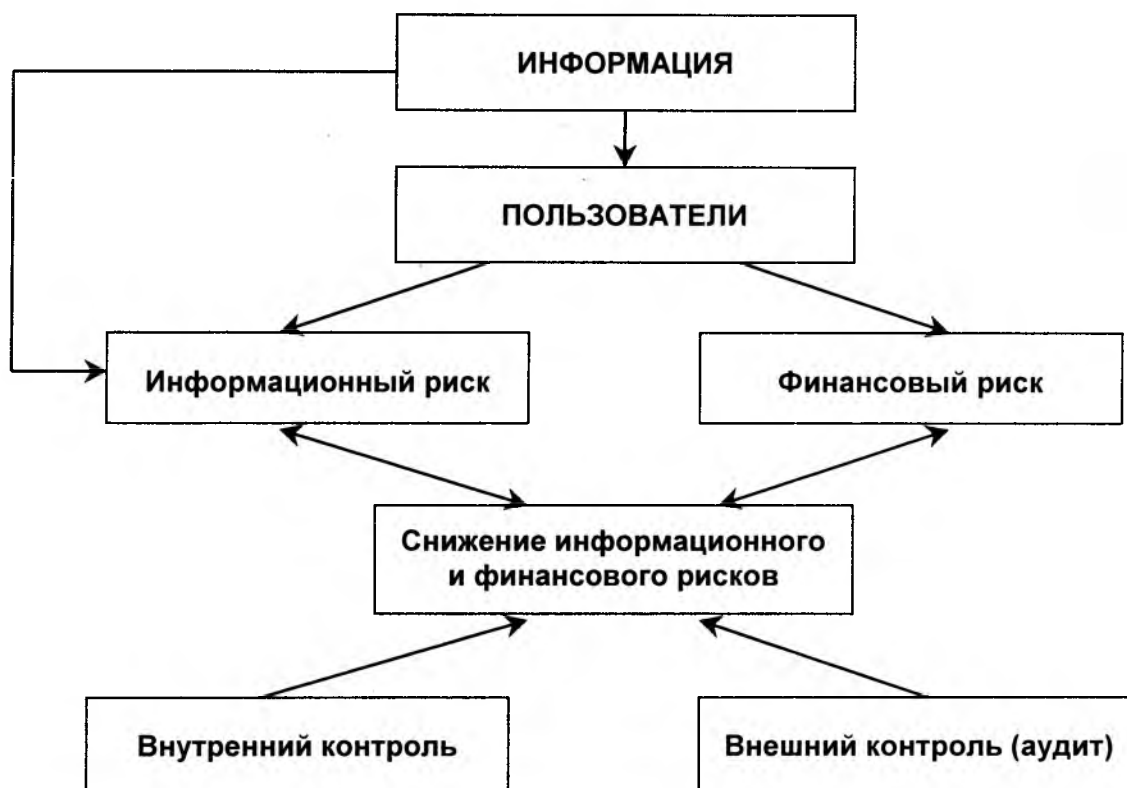 ИНФОРМАЦИЯ
ПОЛЬЗОВАТЕЛИ
Информационный риск
Финансовый риск
Снижение информационного
и финансового рисков
Внутренний контроль
Внешний контроль (аудит)